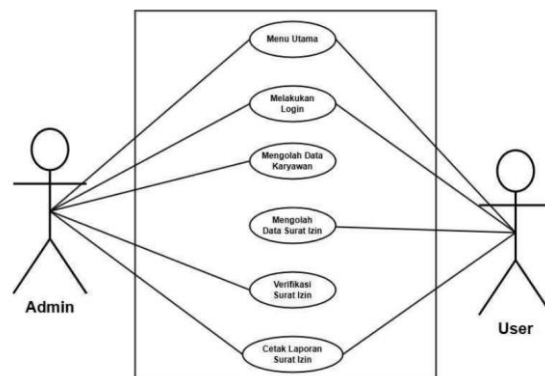 Menu Utama
Melakukan
Login
Mengolah Data
Karyawan
Mengolah
Data Surat Izin
Verifikasi
Surat Izin
Cetak Laporan
Surat Izin
Admin
User